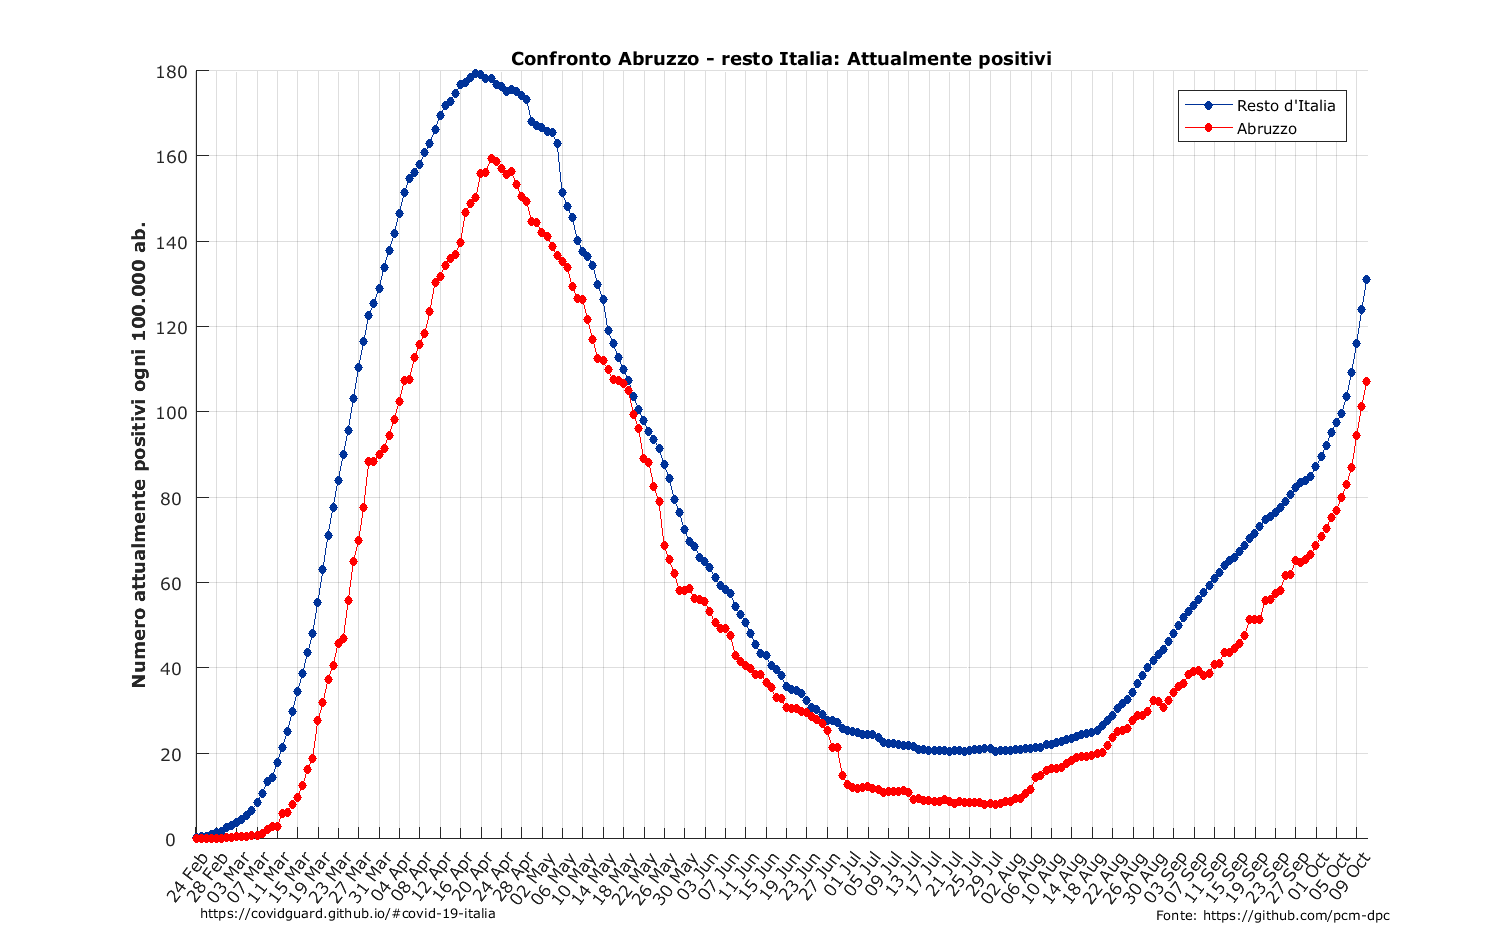 Confronto Abruzzo - resto Italia: Attualmente positivi
Resto d'Italia
Abruzzo
Numero attualmente positivi ogni 100.000 ab.
180
160
140
120
100
80
60
40
20
0
24 Feb
28 Feb
03 Mar
07 Mar
11 Mar
15 Mar
19 Mar
23 Mar
27 Mar
31 Mar
04 Apr
08 Apr
12 Apr
16 Apr
20 Apr
24 Apr
28 Apr
02 May
06 May
10 May
14 May
18 May
22 May
26 May
30 May
03 Jun
07 Jun
11 Jun
15 Jun
19 Jun
23 Jun
27 Jun
01 Jul
05 Jul
09 Jul
13 Jul
17 Jul
21 Jul
25 Jul
29 Jul
02 Aug
06 Aug
10 Aug
14 Aug
18 Aug
22 Aug
26 Aug
30 Aug
03 Sep
07 Sep
11 Sep
15 Sep
19 Sep
23 Sep
27 Sep
01 Oct
05 Oct
09 Oct
https://covidguard.github.io/#covid-19-italia
Fonte: https://github.com/pcm-dpc